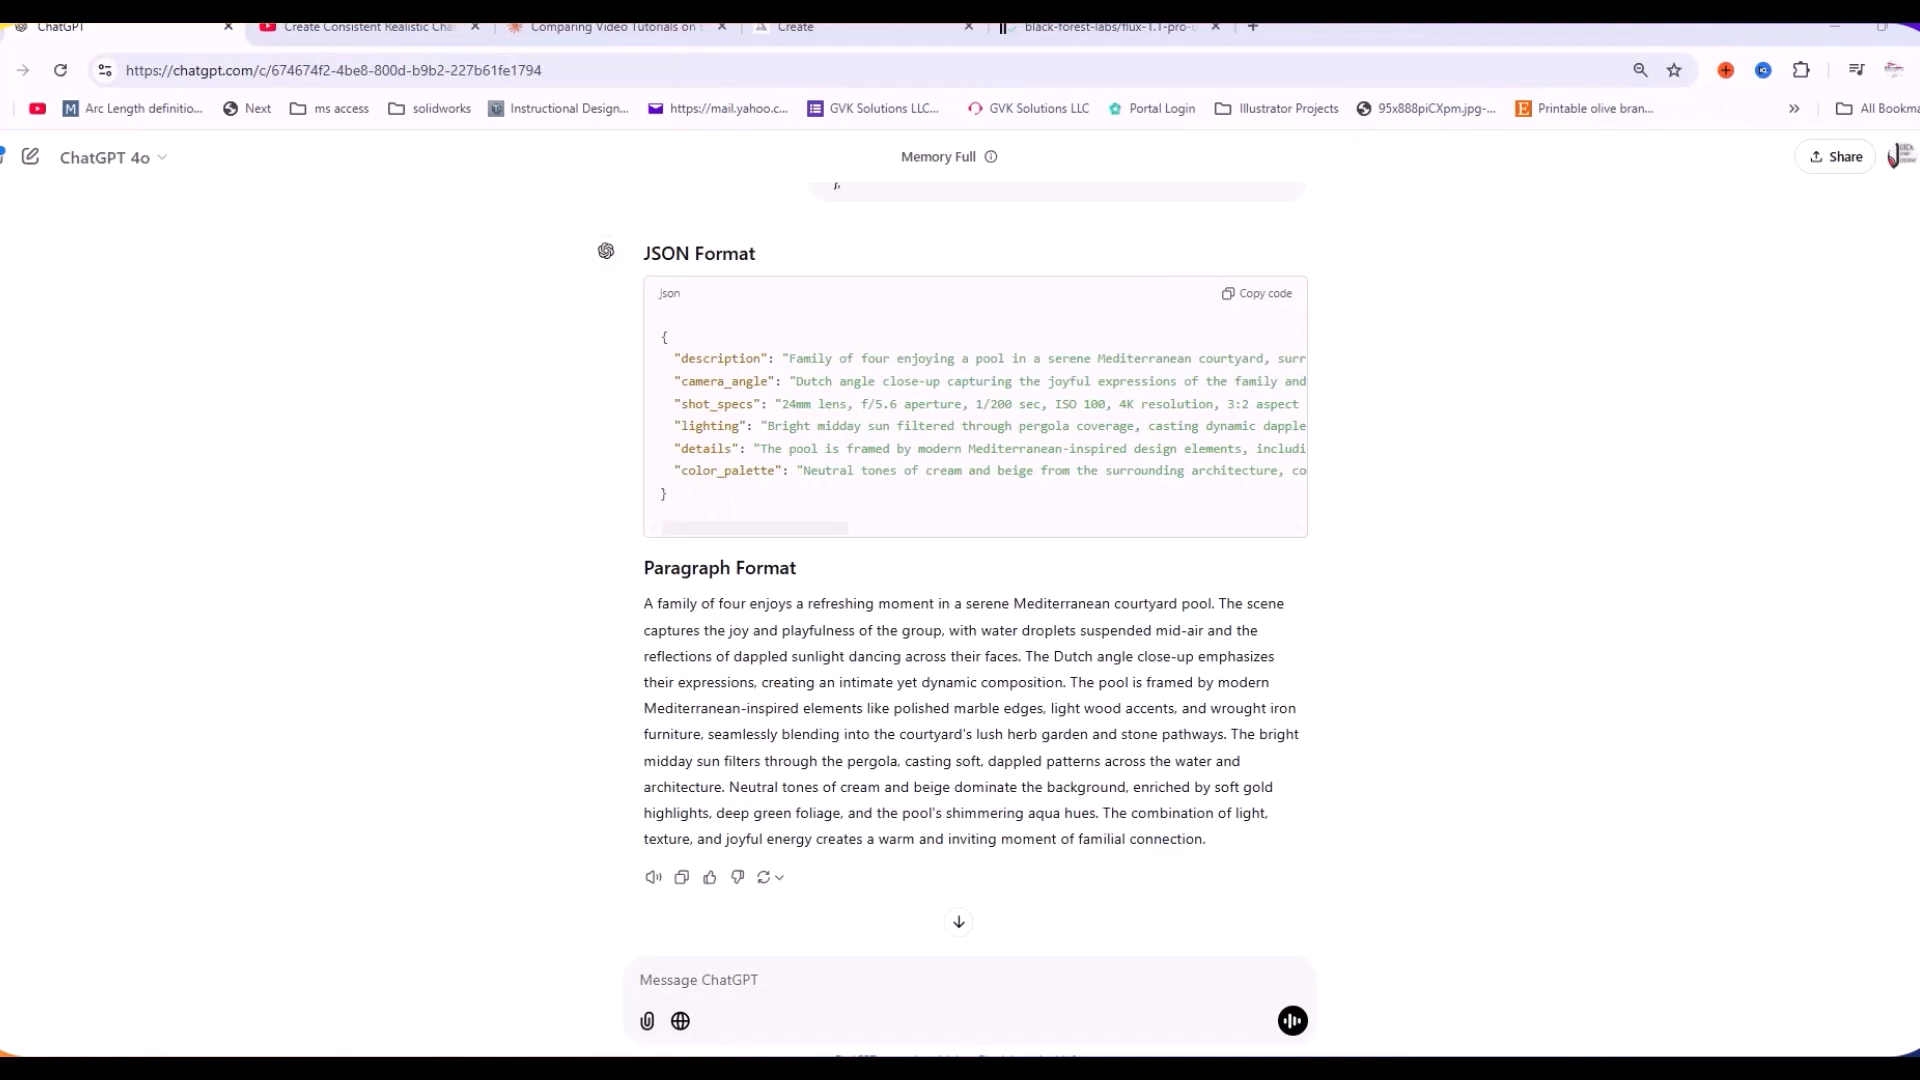 ChatGPT
Create Consistent Realistic Cha
Comparing Video Tutorials on
Create
black-forest-labs/flux-1.1-pro-
https://chatgpt.com/c/674674f2-4be8-800d-b9b2-227b61fe1794
Arc Length definitio...
Next
ms access
solidworks
Instructional Design...
https://mail.yahoo.c...
GVK Solutions LLC...
GVK Solutions LLC
Portal Login
Illustrator Projects
95x888piCXpm.jpg-...
Printable olive bran...
All Bookma
ChatGPT 4o
Memory Full
Share
JSON Format
json
Copy code
{
"description": "Family of four enjoying a pool in a serene Mediterranean courtyard, surr
"camera_angle": "Dutch angle close-up capturing the joyful expressions of the family and
"shot_specs": "24mm lens, f/5.6 aperture, 1/200 sec, ISO 100, 4K resolution, 3:2 aspect
"lighting": "Bright midday sun filtered through pergola coverage, casting dynamic dapple
"details": "The pool is framed by modern Mediterranean-inspired design elements, includi
"color_palette": "Neutral tones of cream and beige from the surrounding architecture, co
}
Paragraph Format
A family of four enjoys a refreshing moment in a serene Mediterranean courtyard pool. The scene
captures the joy and playfulness of the group, with water droplets suspended mid-air and the
reflections of dappled sunlight dancing across their faces. The Dutch angle close-up emphasizes
their expressions, creating an intimate yet dynamic composition. The pool is framed by modern
Mediterranean-inspired elements like polished marble edges, light wood accents, and wrought iron
furniture, seamlessly blending into the courtyard's lush herb garden and stone pathways. The bright
midday sun filters through the pergola, casting soft, dappled patterns across the water and
architecture. Neutral tones of cream and beige dominate the background, enriched by soft gold
highlights, deep green foliage, and the pool's shimmering aqua hues. The combination of light,
texture, and joyful energy creates a warm and inviting moment of familial connection.
Message ChatGPT